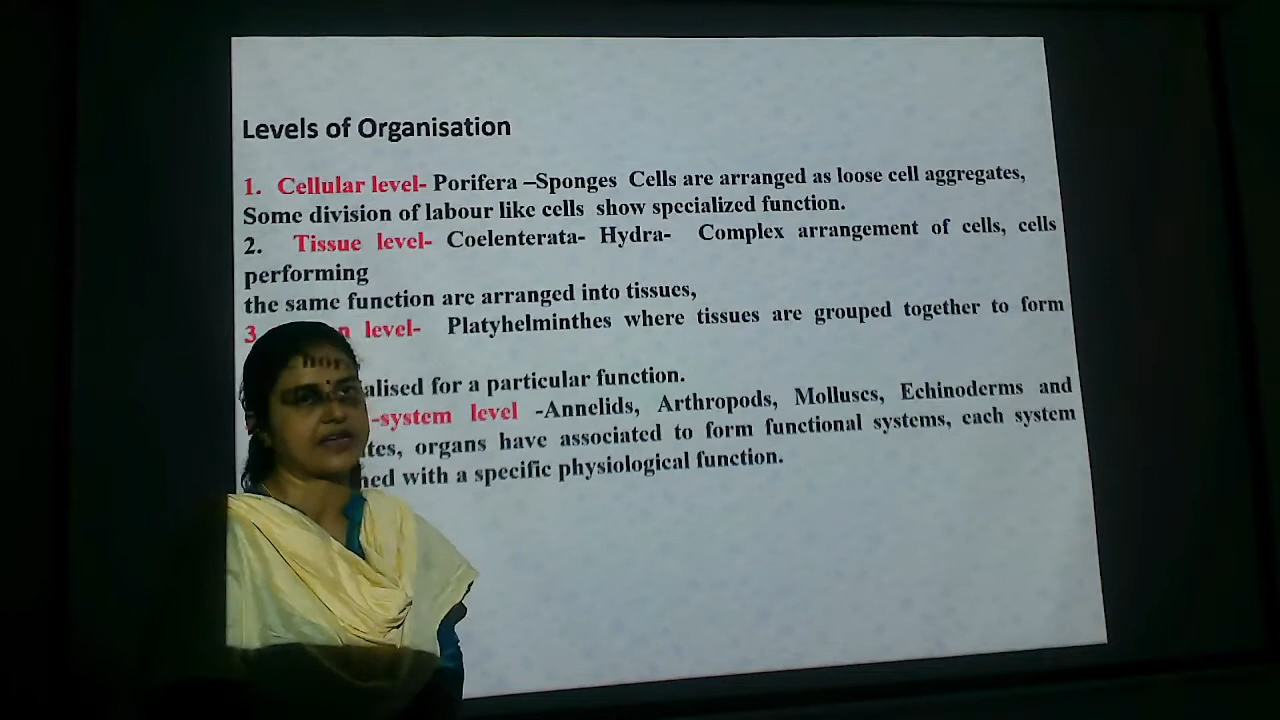 Levels of Organisation
1. Cellular level- Porifera –Sponges Cells are arranged as loose cell aggregates,
Some division of labour like cells show specialized function.
2. Tissue level- Coelenterata- Hydra- Complex arrangement of cells, cells
performing
the same function are arranged into tissues,
3 level- Platyhelminthes where tissues are grouped together to form
alised for a particular function.
-system level -Annelids, Arthropods, Molluscs, Echinoderms and
organs have associated to form functional systems, each system
with a specific physiological function.